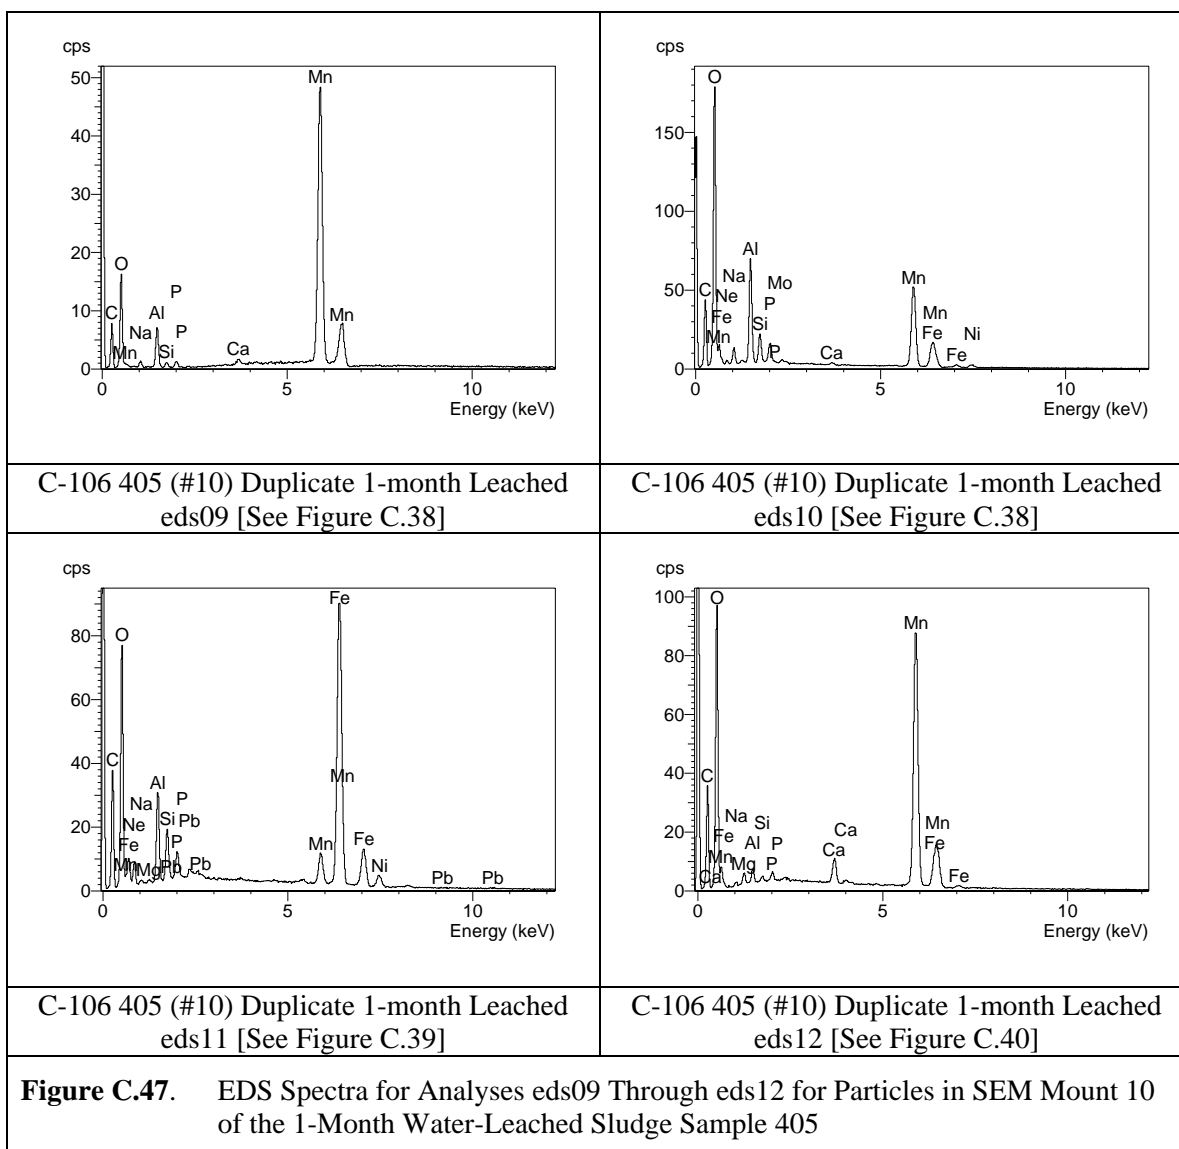 cps
50
40
30
20
10
0
Mn
O
P
C
Na
Al
P
Mn
Si
Ca
Mn
0
5
10
Energy (keV)
C-106 405 (#10) Duplicate 1-month Leached
eds09 [See Figure C.38]
cps
150
100
50
0
O
Al
Na
Mo
C
Ne
P
Fe
Si
Mn
P
Mn
Mn
Fe
Ni
Fe
Ca
0
5
10
Energy (keV)
C-106 405 (#10) Duplicate 1-month Leached
eds10 [See Figure C.38]
cps
80
60
40
20
0
Fe
O
C
Al
Na
P
Ne
Si
Pb
Fe
P
Mg
Pb
Pb
Mn
Mn
Fe
Ni
Pb
Pb
0
5
10
Energy (keV)
C-106 405 (#10) Duplicate 1-month Leached
eds11 [See Figure C.39]
cps
100
80
60
40
20
0
O
Mn
C
Na
Si
Fe
Al
P
Mn
Mg
P
Ca
Ca
Ca
Mn
Fe
Fe
0
5
10
Energy (keV)
C-106 405 (#10) Duplicate 1-month Leached
eds12 [See Figure C.40]
Figure C.47. EDS Spectra for Analyses eds09 Through eds12 for Particles in SEM Mount 10
of the 1-Month Water-Leached Sludge Sample 405